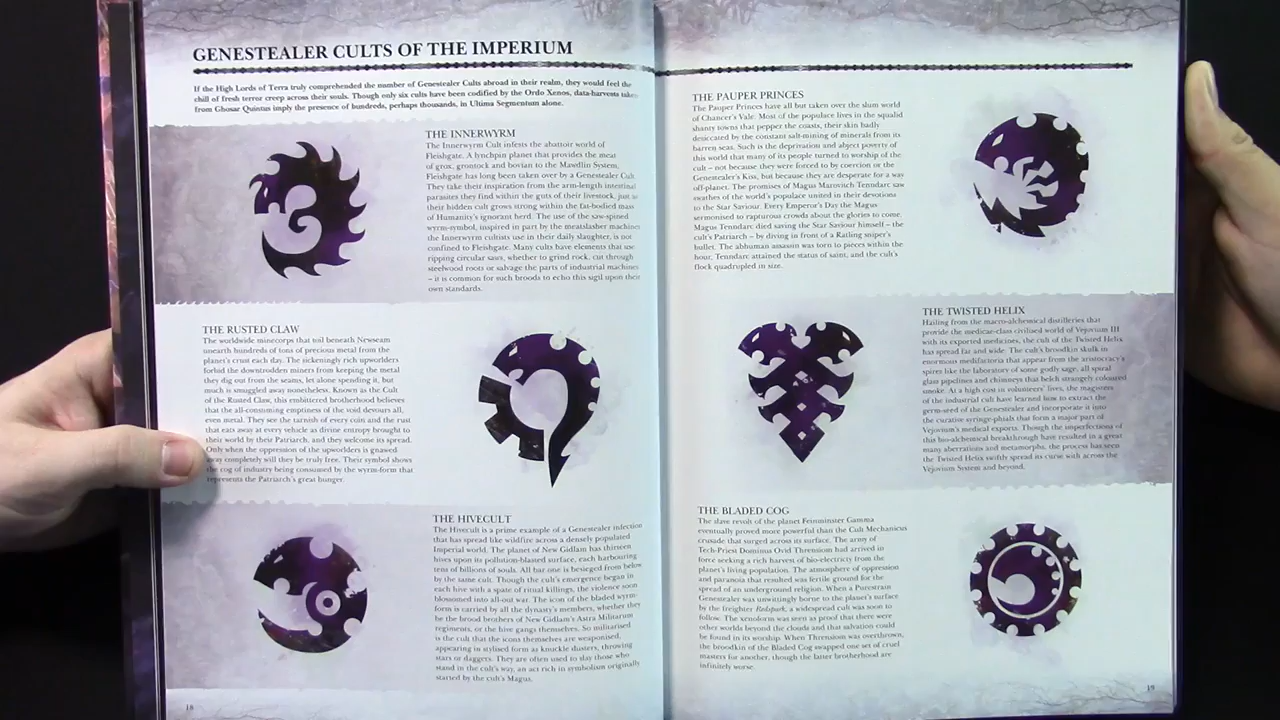 GENESTEALER CULTS OF THE IMPERIUM
If the High Lords of Terra truly comprehended the number of Genestealer Cults abroad in their realm, they would feel the
chill of fresh terror creep across their souls. Though only six cults have been codified by the Ordo Xenos, data-harvests taken
from Ghosar Quintus imply the presence of hundreds, perhaps thousands, in Ultima Segmentum alone.
THE INNERWYRM
The Innerwyrm Cult infests the abattoir world of
Fleishgate. A lynchpin planet that provides the meat
of grox, groxstock and bovian to the Mawdlin System,
Fleishgate has long been taken over by a Genestealer Cult.
They take their inspiration from the arm-length intestinal
parasites they find within the guts of their livestock, just as
their hidden cult grows strong within the fat-bodied mass
of Humanity's ignorant herd. The use of the saw-spined
wyrm-symbol, inspired in part by the meatslasher machines
the Innerwyrm cultists use in their daily slaughter, is not
confined to Fleishgate. Many cults have elements that use
ripping circular saws, whether to grind rock, cut through
steelwood roots or salvage the parts of industrial machines
– it is common for such broods to echo this sigil upon their
own standards.
THE RUSTED CLAW
The worldwide minecorps that toil beneath Newseam
unearth hundreds of tons of precious metal from the
planet's crust each day. The sickeningly rich upworlders
forbid the downtrodden miners from keeping the metal
they dig out from the seams, let alone spending it, but
much is smuggled away nonetheless. Known as the Cult
of the Rusted Claw, this embittered brotherhood believes
that the all-consuming emptiness of the void devours all,
even metal. They see the tarnish of every coin and the rust
that eats away at every vehicle as divine entropy brought to
their world by their Patriarch, and they welcome its spread.
Only when the oppression of the upworlders is gnawed
away completely will they be truly free. Their symbol shows
the cog of industry being consumed by the wyrm-form that
represents the Patriarch's great hunger.
THE HIVECULT
The Hivecult is a prime example of a Genestealer infection
that has spread like wildfire across a densely populated
Imperial world. The planet of New Gidlam has thirteen
hives upon its pollution-blasted surface, each harbouring
tens of billions of souls. All bar one is besieged from below
by the same cult. Though the cult's emergence began in
each hive with a spate of ritual killings, the violence soon
blossomed into all-out war. The icon of the bladed wyrm-
form is carried by all the dynasty's members, whether they
be the brood brothers of New Gidlam's Astra Militarum
regiments, or the hive gangs themselves. So militarised
is the cult that the icons themselves are weaponised,
appearing in stylised form as knuckle dusters, throwing
stars or daggers. They are often used to slay those who
stand in the cult's way, an act rich in symbolism originally
started by the cult's Magus.
18
THE PAUPER PRINCES
The Pauper Princes have all but taken over the slum world
of Chancer's Vale. Most of the populace lives in the squalid
shanty towns that pepper the coasts, their skin badly
desiccated by the constant salt-mining of minerals from its
barren seas. Such is the deprivation and abject poverty of
this world that many of its people turned to worship of the
cult – not because they were forced to by coercion or the
Genestealer's Kiss, but because they are desperate for a way
off-planet. The promises of Magus Marovitch Tenndarc saw
swathes of the world's populace united in their devotions
to the Star Saviour. Every Emperor's Day the Magus
sermonised to rapturous crowds about the glories to come.
Magus Tenndarc died saving the Star Saviour himself – the
cult's Patriarch – by diving in front of a Ratling sniper's
bullet. The abhuman assassin was torn to pieces within the
hour. Tenndarc attained the status of saint, and the cult's
flock quadrupled in size.
THE TWISTED HELIX
Hailing from the macro-alchemical distilleries that
provide the medicae-class civilised world of Vejovium III
with its exported medicines, the cult of the Twisted Helix
has spread far and wide. The cult's broodkin skulk in
enormous medifactoria that appear from the aristocracy's
spires like the laboratory of some godly sage, all spiral
glass pipelines and chimneys that belch strangely coloured
smoke. At a high cost in volunteers' lives, the magisters
of the industrial cult have learned how to extract the
germ-seed of the Genestealer and incorporate it into
the curative syringe-phials that form a major part of
Vejovium's medical exports. Though the imperfections of
this bio-alchemical breakthrough have resulted in a great
many aberrations and metamorphs, the process has seen
the Twisted Helix swiftly spread its curse with across the
Vejovium System and beyond.
THE BLADED COG
The slave revolt of the planet Feinminster Gamma
eventually proved more powerful than the Cult Mechanicus
crusade that surged across its surface. The army of
Tech-Priest Dominus Ovid Thrensiom had arrived in
force seeking a rich harvest of bio-electricity from the
planet's living population. The atmosphere of oppression
and paranoia that resulted was fertile ground for the
spread of an underground religion. When a Purestrain
Genestealer was unwittingly borne to the planet's surface
by the freighter Redspark, a widespread cult was soon to
follow. The xenoform was seen as proof that there were
other worlds beyond the clouds and that salvation could
be found in its worship. When Thrensiom was overthrown,
the broodkin of the Bladed Cog swapped one set of cruel
masters for another, though the latter brotherhood are
infinitely worse.
19